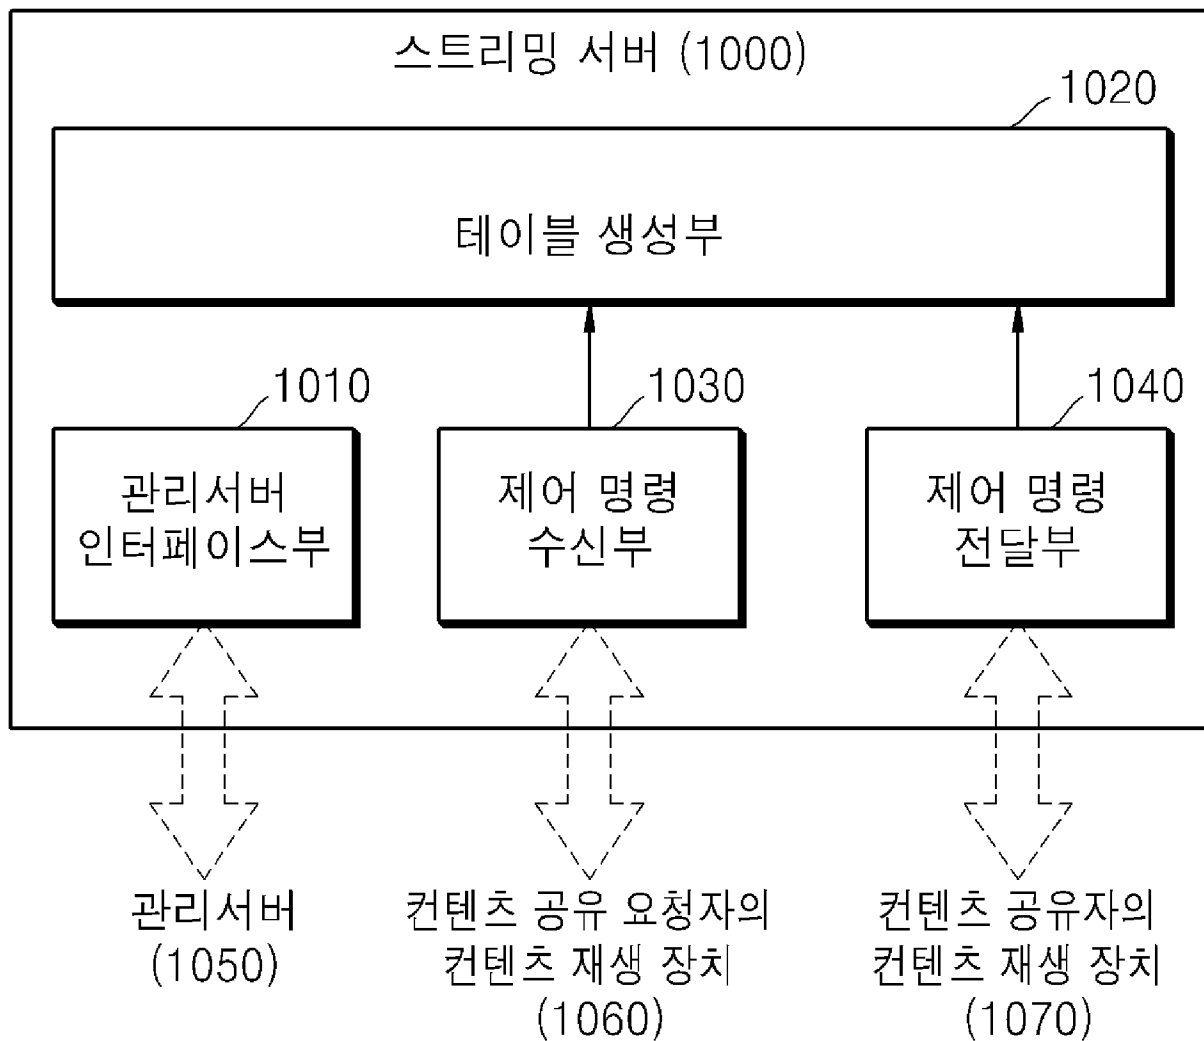 스트리밍 서버 (1000)
1020
테이블 생성부
1010
1030
1040
관리서버
인터페이스부
제어 명령
수신부
제어 명령
전달부
관리서버
(1050)
컨텐츠 공유 요청자의
컨텐츠 재생 장치
(1060)
컨텐츠 공유자의
컨텐츠 재생 장치
(1070)